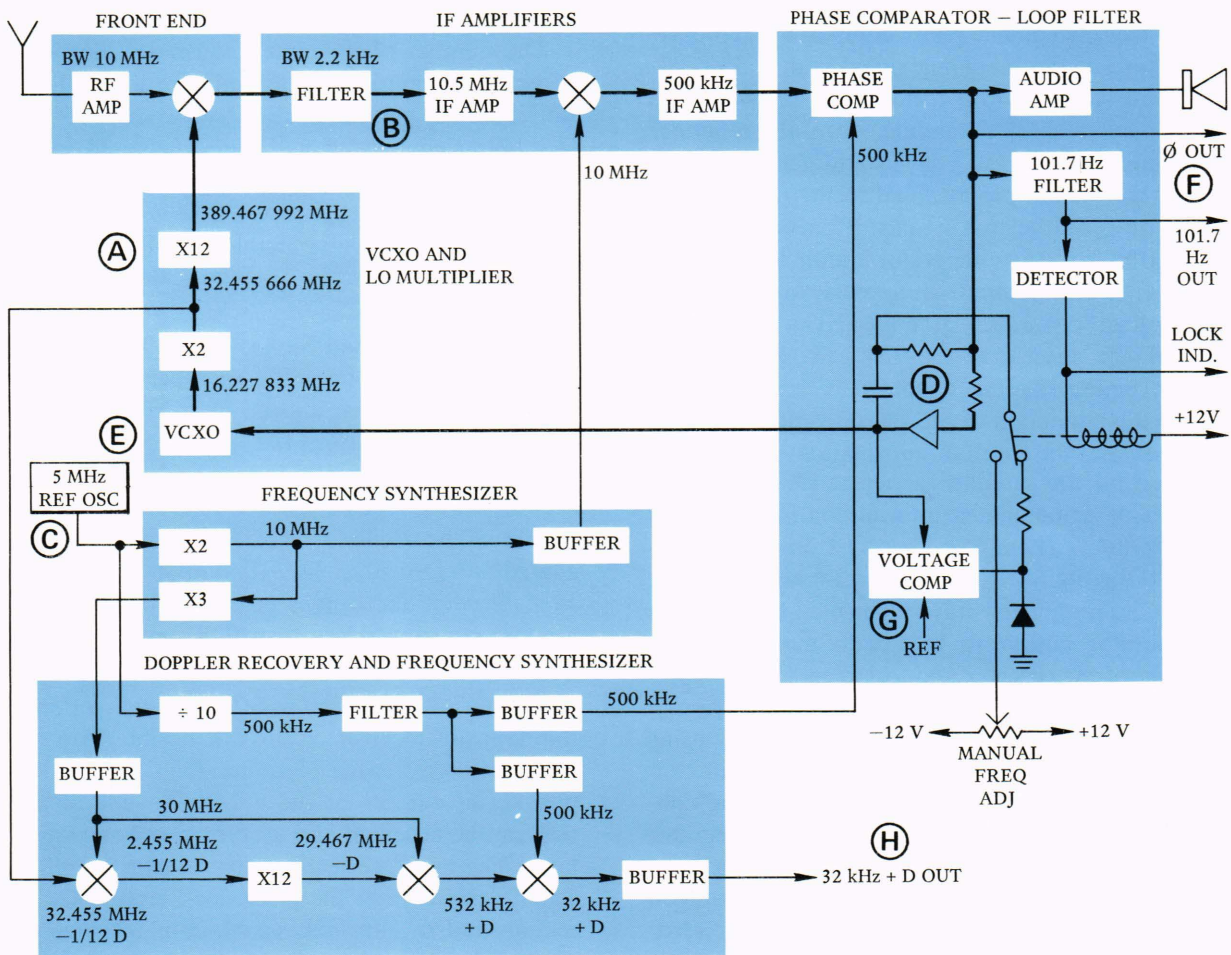 FRONT END
IF AMPLIFIERS
PHASE COMPARATOR – LOOP FILTER
BW 10 MHz
RF
AMP
BW 2.2 kHz
FILTER
B
10.5 MHz
IF AMP
500 kHz
IF AMP
PHASE
COMP
AUDIO
AMP
500 kHz
Ø OUT
F
101.7 Hz
FILTER
10 MHz
101.7
Hz
OUT
DETECTOR
389.467 992 MHz
A
X12
VCXO AND
LO MULTIPLIER
32.455 666 MHz
X2
16.227 833 MHz
E
VCXO
D
LOCK
IND.
+12V
5 MHz
REF OSC
C
FREQUENCY SYNTHESIZER
X2
10 MHz
BUFFER
X3
VOLTAGE
COMP
G
REF
DOPPLER RECOVERY AND FREQUENCY SYNTHESIZER
÷ 10
500 kHz
FILTER
BUFFER
500 kHz
BUFFER
500 kHz
−12 V
+12 V
MANUAL
FREQ
ADJ
BUFFER
30 MHz
2.455 MHz
−1/12 D
X12
29.467 MHz
−D
32.455 MHz
−1/12 D
532 kHz
+ D
32 kHz
+ D
BUFFER
H
32 kHz + D OUT